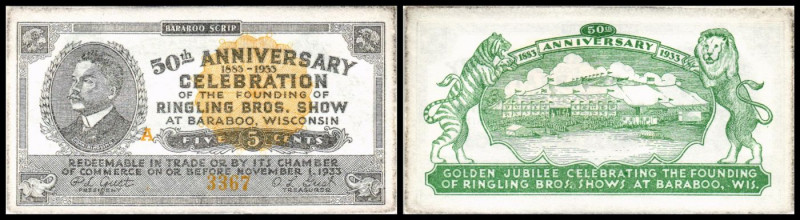 BARABOO SCRIP
50th ANNIVERSARY
1883-1933
CELEBRATION
OF THE FOUNDING OF
RINGLING BROS. SHOW
AT BARABOO, WISCONSIN
A FIVE 5 CENTS
REDEEMABLE IN TRADE OR BY ITS CHAMBER
OF COMMERCE ON OR BEFORE NOVEMBER 1, 1933
PRESIDENT 3367 TREASURER
50th
1883 ANNIVERSARY 1933
GOLDEN JUBILEE CELEBRATING THE FOUNDING
OF RINGLING BROS. SHOWS AT BARABOO, - WIS.